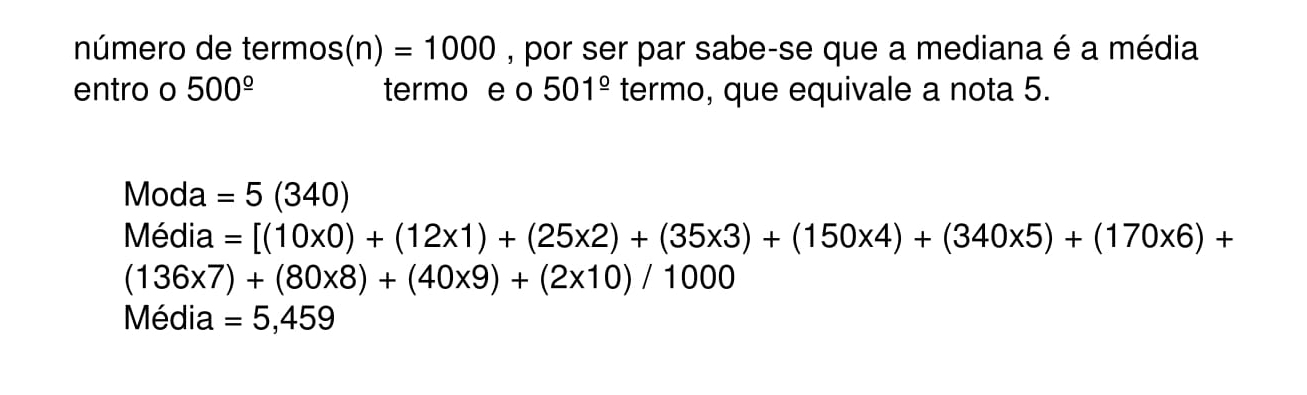 número de termos(n) = 1000 , por ser par sabe-se que a mediana é a média
entro o 500º termo e o 501º termo, que equivale a nota 5.
Moda = 5 (340)
Média = [(10x0) + (12x1) + (25x2) + (35x3) + (150x4) + (340x5) + (170x6) +
(136x7) + (80x8) + (40x9) + (2x10) / 1000
Média = 5,459